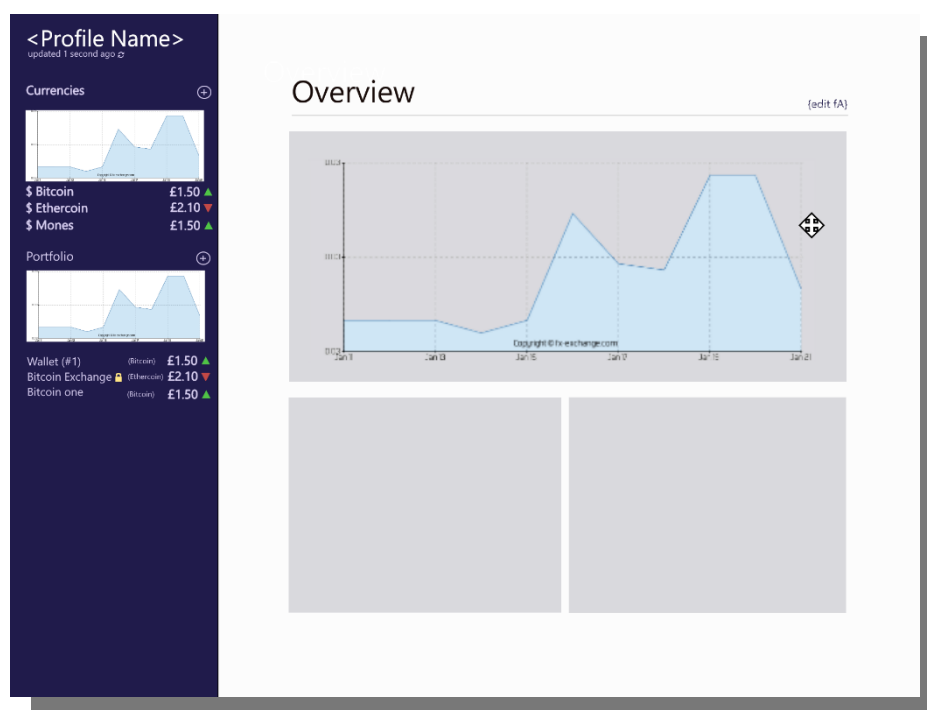 <Profile Name>
updated 1 second ago
Currencies
$ Bitcoin £1.50
$ Ethercoin £2.10
$ Mones £1.50
Portfolio
Wallet (#1) (Bitcoin) £1.50
Bitcoin Exchange (Ethercoin) £2.10
Bitcoin one (Bitcoin) £1.50
Overview
{edit fA}
Copyright © fx-exchange.com
Jan 11 Jan 13 Jan 15 Jan 17 Jan 19 Jan 21